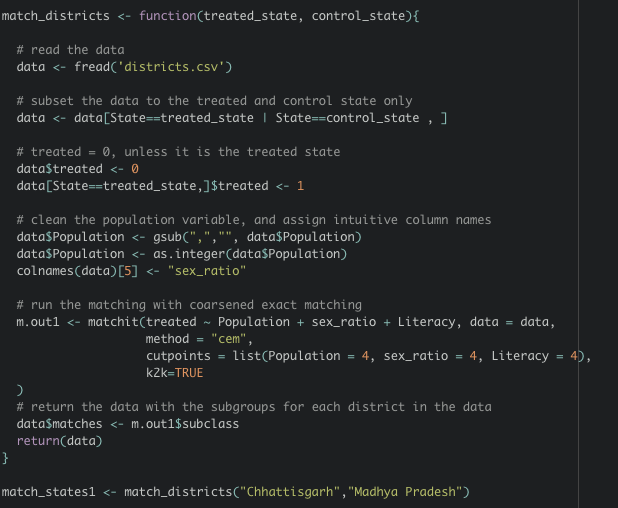 match_districts <- function(treated_state, control_state){
# read the data
data <- fread('districts.csv')
# subset the data to the treated and control state only
data <- data[State==treated_state | State==control_state , ]
# treated = 0, unless it is the treated state
data$treated <- 0
data[State==treated_state,]$treated <- 1
# clean the population variable, and assign intuitive column names
data$Population <- gsub(",","", data$Population)
data$Population <- as.integer(data$Population)
colnames(data)[5] <- "sex_ratio"
# run the matching with coarsened exact matching
m.out1 <- matchit(treated ~ Population + sex_ratio + Literacy, data = data,
method = "cem",
cutpoints = list(Population = 4, sex_ratio = 4, Literacy = 4),
k2k=TRUE
)
# return the data with the subgroups for each district in the data
data$matches <- m.out1$subclass
return(data)
}
match_states1 <- match_districts("Chhattisgarh","Madhya Pradesh")